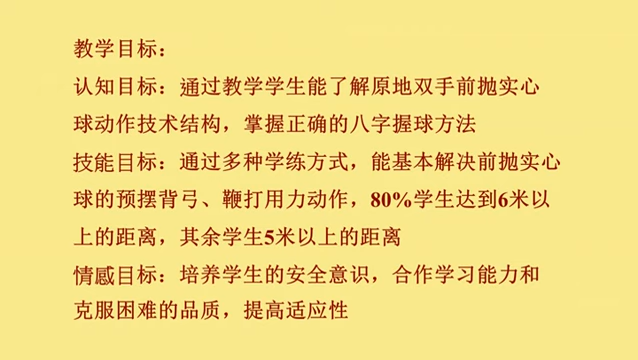 教学目标：
认知目标：通过教学学生能了解原地双手前抛实心
球动作技术结构，掌握正确的八字握球方法
技能目标：通过多种学练方式，能基本解决前抛实心
球的预摆背弓、鞭打用力动作，80%学生达到6米以
上的距离，其余学生5米以上的距离
情感目标：培养学生的安全意识，合作学习能力和
克服困难的品质，提高适应性